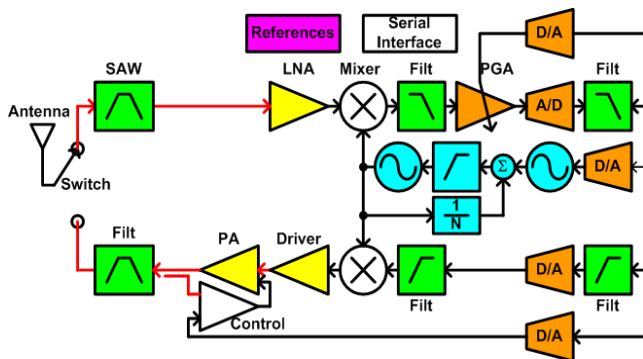 References
Serial
Interface
D/A
SAW
LNA
Mixer
Filt
PGA
Filt
Antenna
A/D
Switch
Σ
D/A
1
N
Filt
PA
Driver
D/A
Filt
Filt
Control
D/A